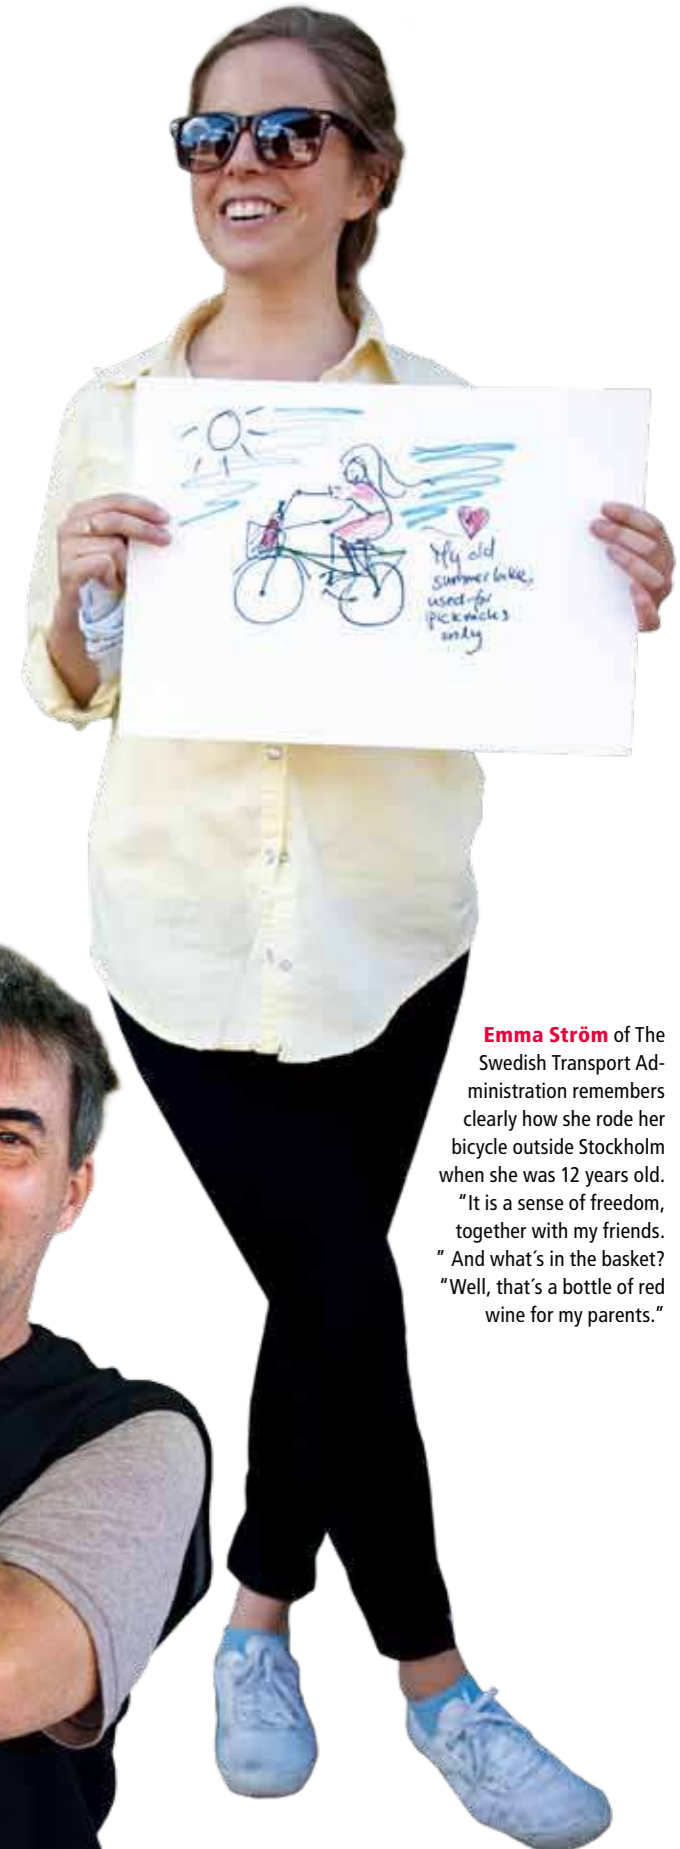 My old
summer bike,
used for
picknicks
only
Emma Ström of The
Swedish Transport Ad-
ministration remembers
clearly how she rode her
bicycle outside Stockholm
when she was 12 years old.
"It is a sense of freedom,
together with my friends.
" And what´s in the basket?
"Well, that´s a bottle of red
wine for my parents."